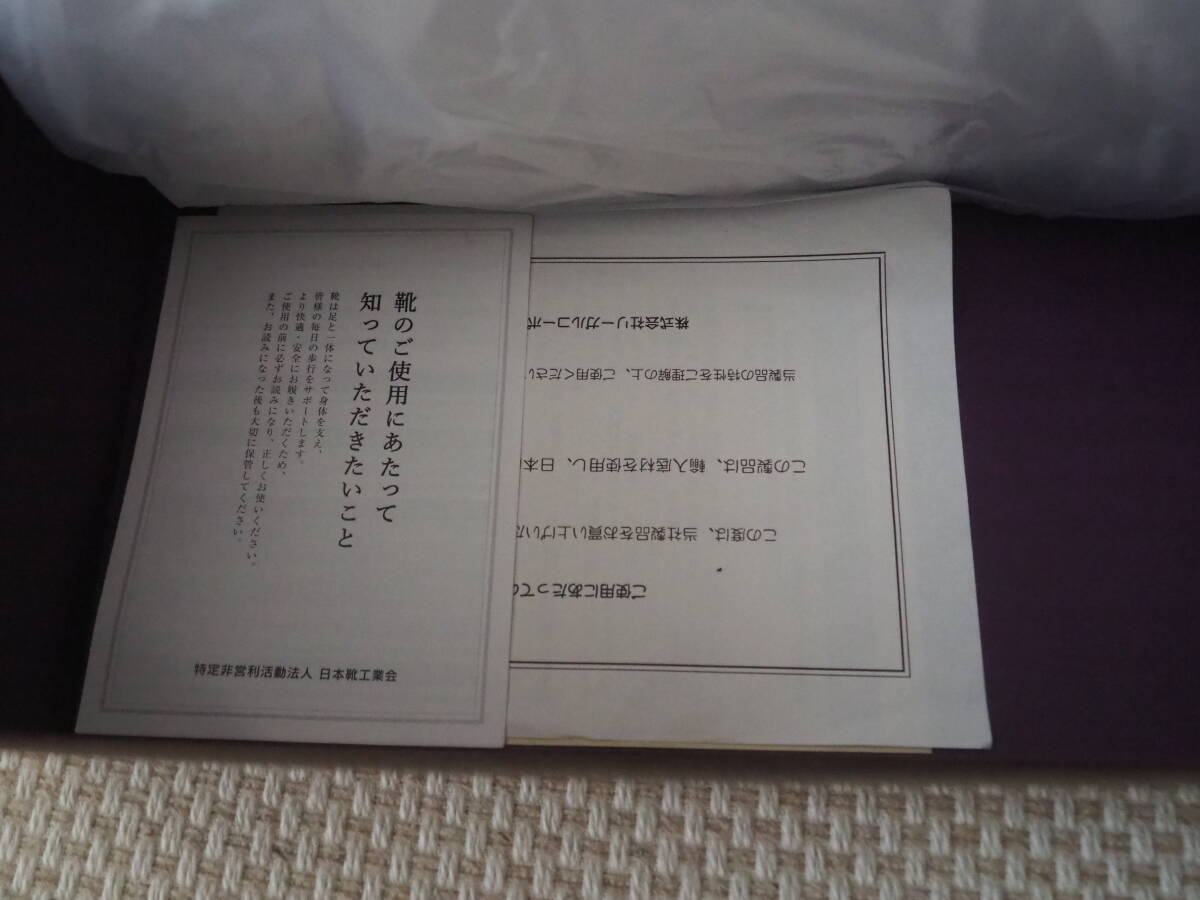 靴のご使用にあたって
知っていただきたいこと
靴は足と一体になって身体を支え、
皆様の毎日の歩行をサポートします。
より快適・安全にお履きいただくため、
ご使用の前に必ずお読みになり、正しくお使いください。
また、お読みになった後も大切に保管してください。
特定非営利活動法人 日本靴工業会
ご使用にあたっての
この度は、当社製品をお買い上げいた
この製品は、輸入底材を使用し、日本
当製品の特性をご理解の上、ご使用ください
株式会社リーガルコーポ